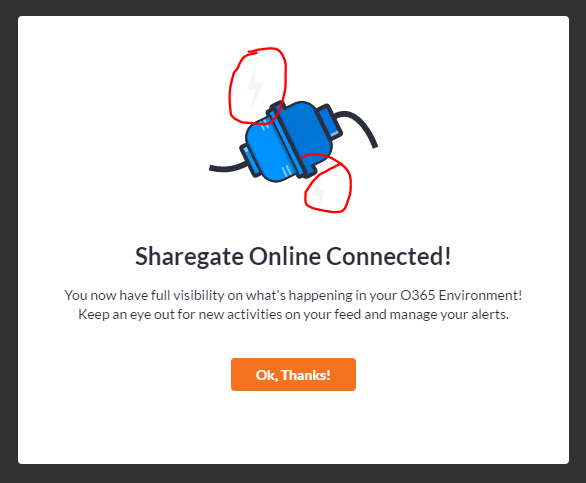 Sharegate Online Connected!
You now have full visibility on what's happening in your O365 Environment!
Keep an eye out for new activities on your feed and manage your alerts.
Ok, Thanks!